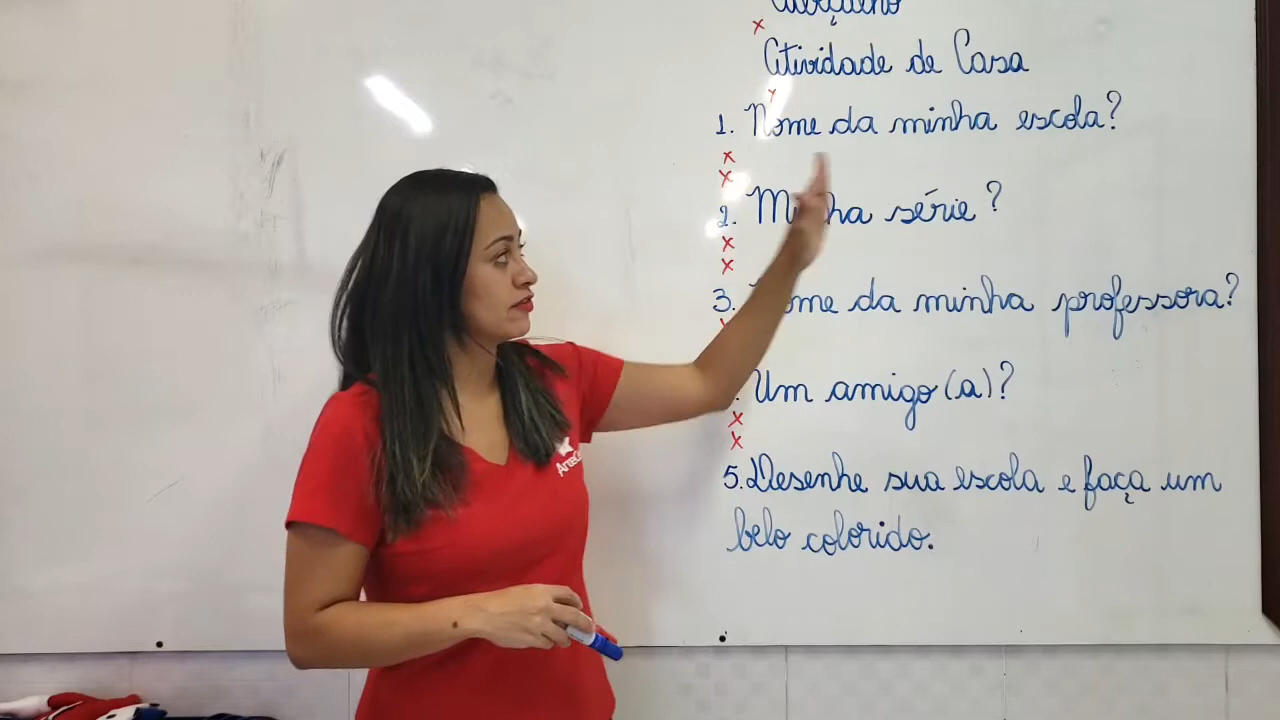 Cabeçalho
x
Atividade de Casa
x
1. Nome da minha escola?
x
x
2. Minha série?
x
x
3. Nome da minha professora?
x
Um amigo(a)?
x
x
5. Desenhe sua escola e faça um
belo colorido.